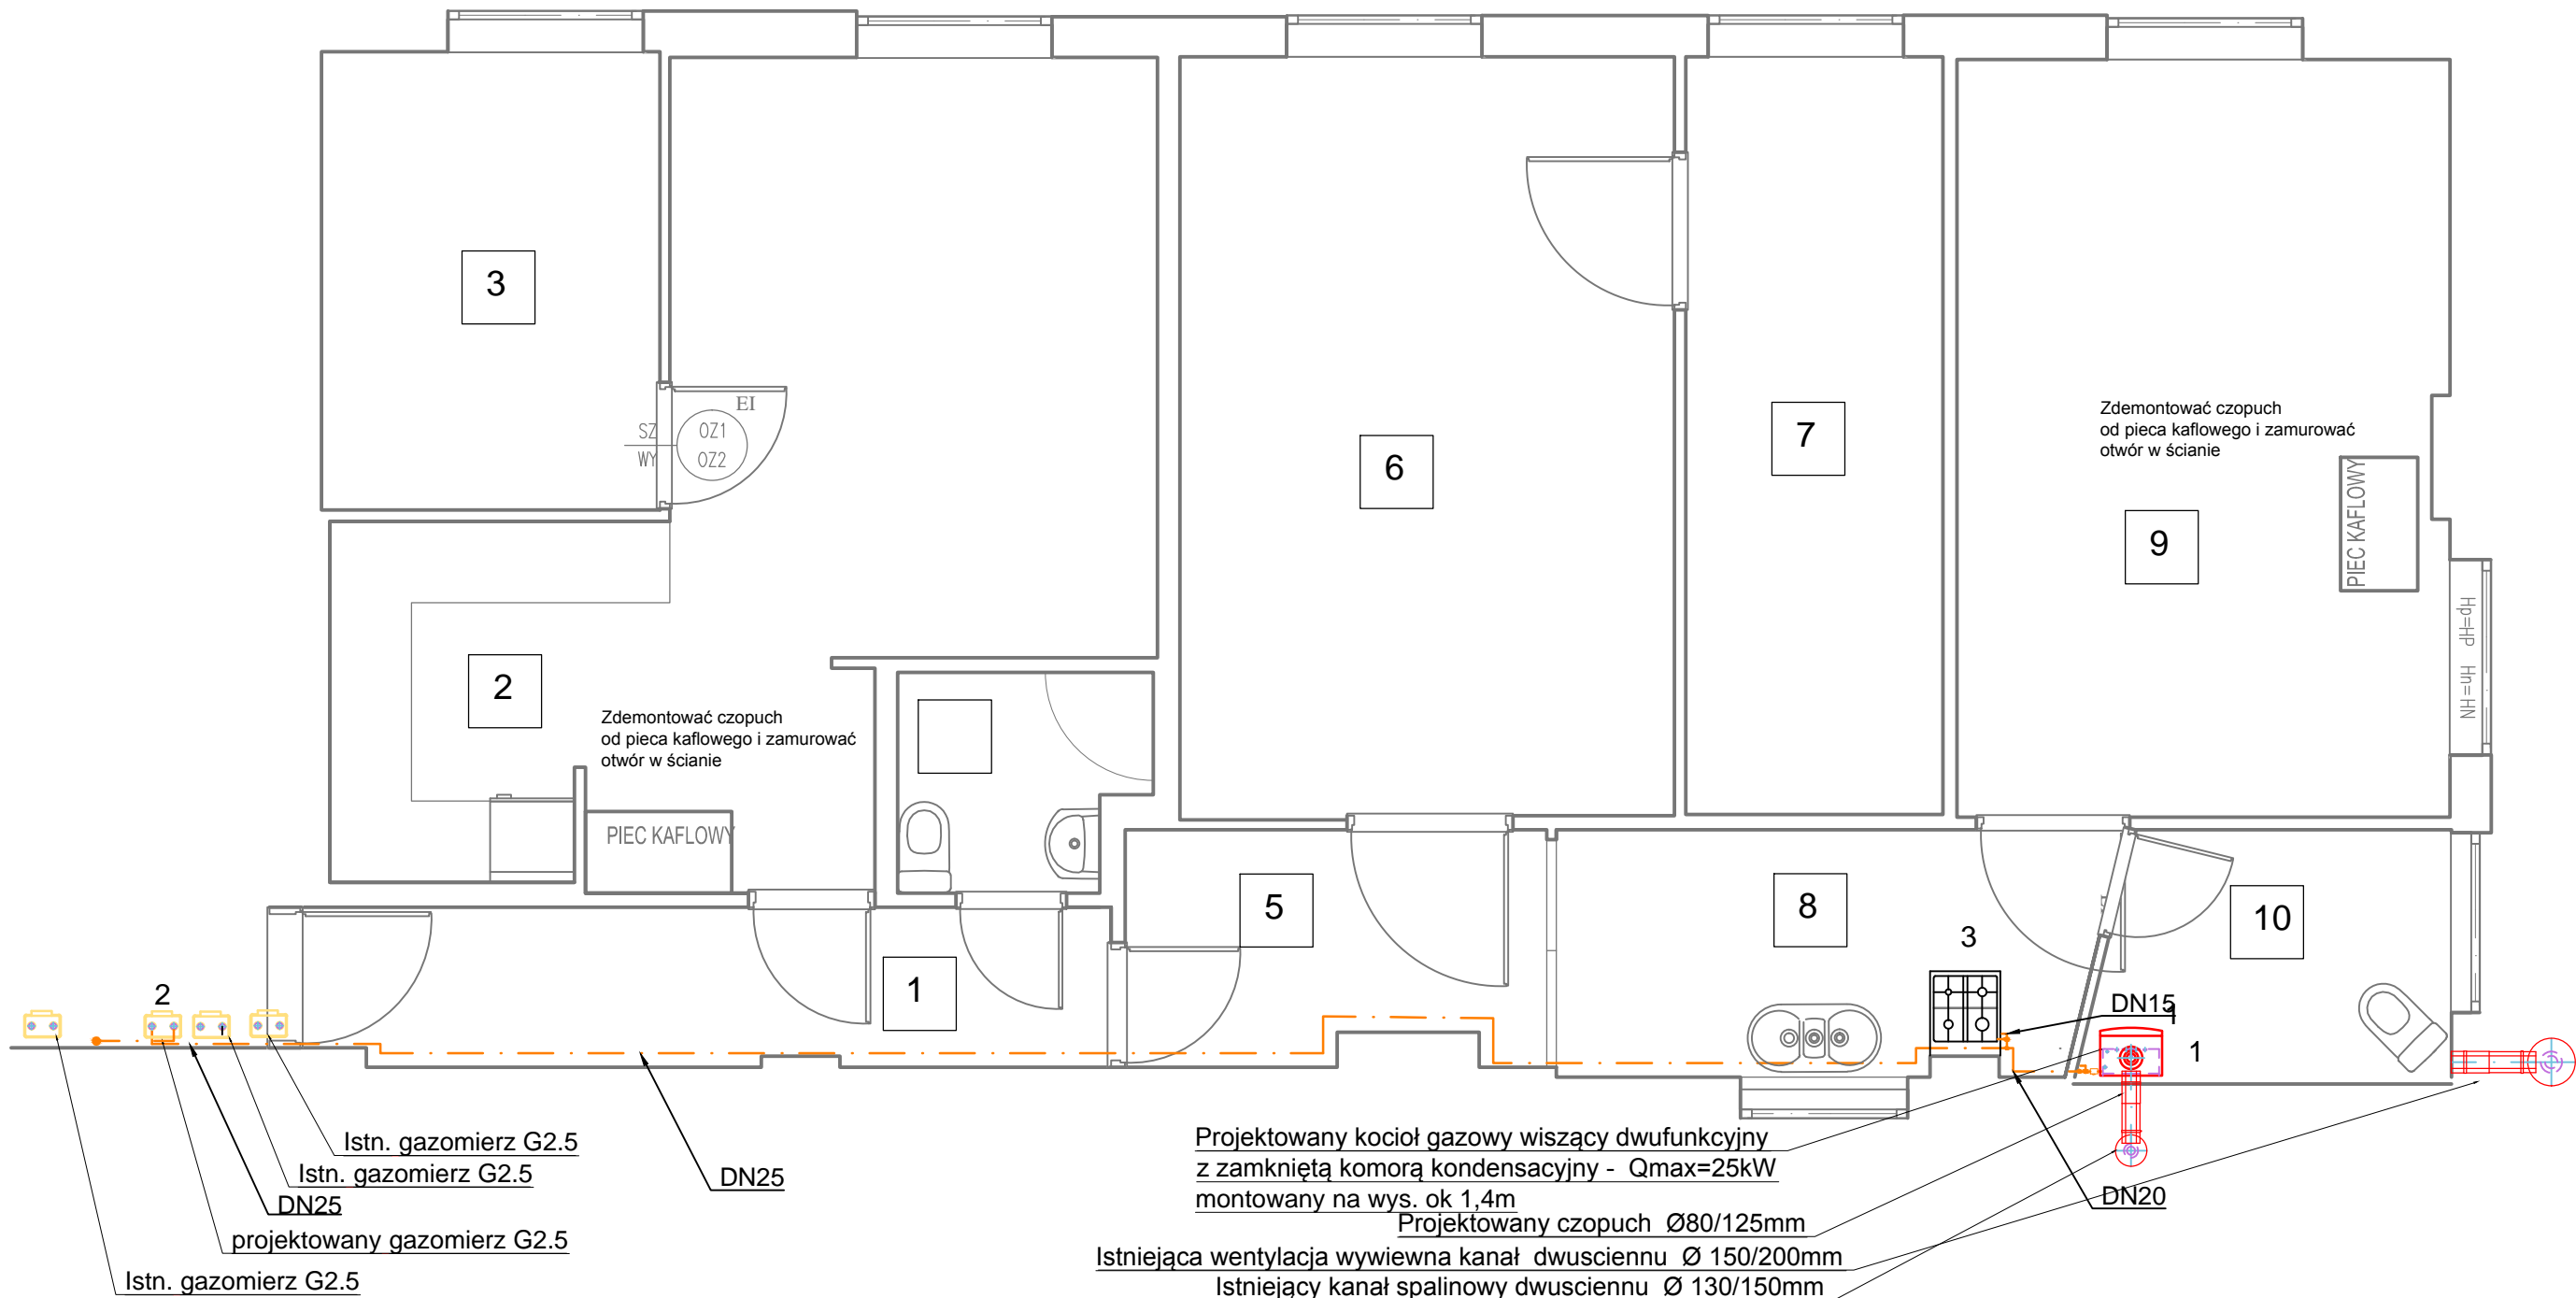 3
EI
SZ
OZ1
WY
OZ2
6
7
Zdemontować czopuch
od pieca kaflowego i zamurować
otwór w ścianie
PIEC KAFLOWY
9
Hp=HP Hn=HN
2
Zdemontować czopuch
od pieca kaflowego i zamurować
otwór w ścianie
PIEC KAFLOWY
5
8
10
3
1
2
DN15
1
Istn. gazomierz G2.5
Istn. gazomierz G2.5
DN25
projektowany gazomierz G2.5
Istn. gazomierz G2.5
DN25
Projektowany kocioł gazowy wiszący dwufunkcyjny
z zamkniętą komorą kondensacyjny - Qmax=25kW
montowany na wys. ok 1,4m
DN20
Projektowany czopuch Ø80/125mm
Istniejąca wentylacja wywiewna kanał dwusciennu Ø 150/200mm
Istniejący kanał spalinowy dwusciennu Ø 130/150mm